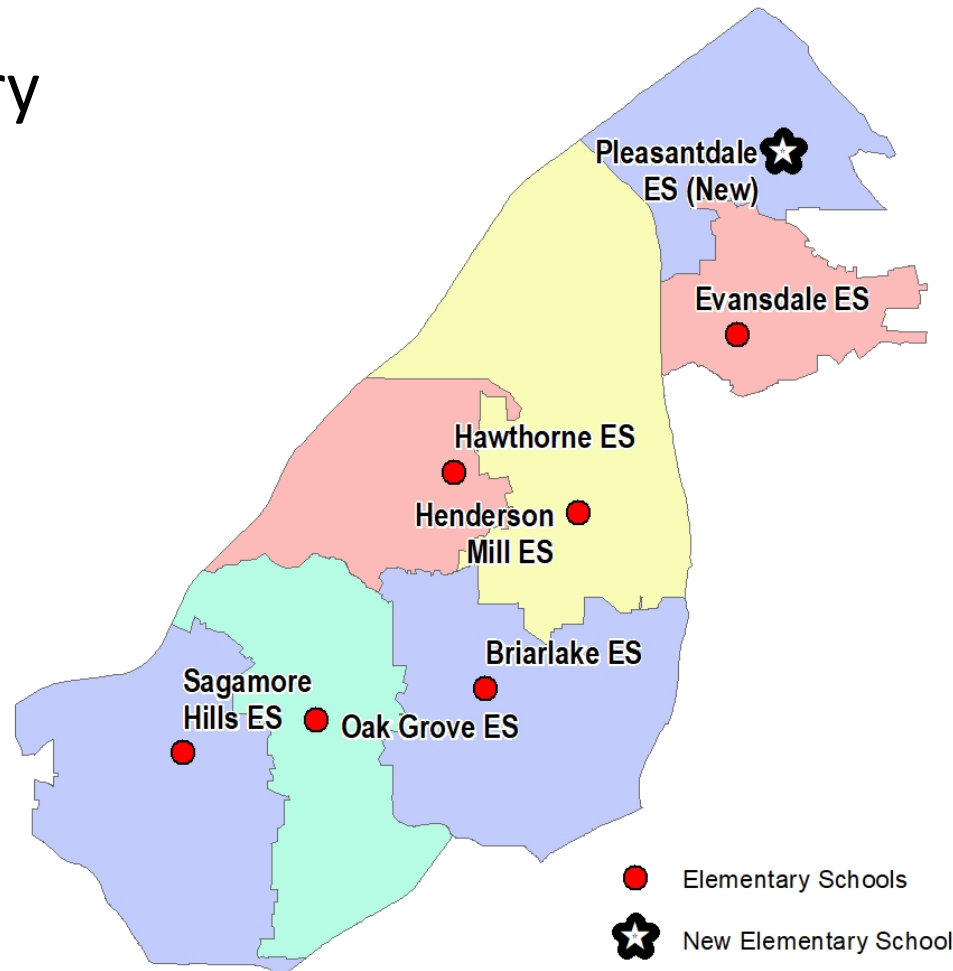 ry
Pleasantdale
ES (New)
Evansdale ES
Hawthorne ES
Henderson
Mill ES
Briarlake ES
Sagamore
Hills ES
Oak Grove ES
Elementary Schools
New Elementary School